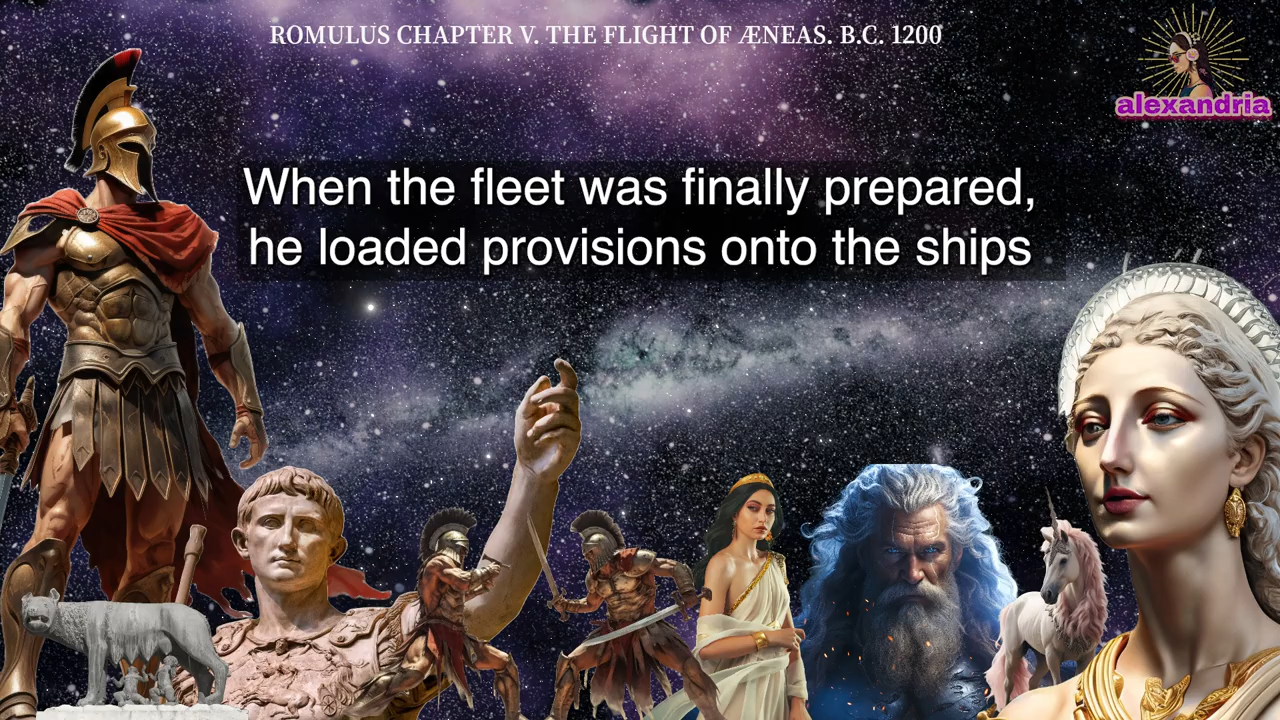 ROMULUS CHAPTER V. THE FLIGHT OF ÆNEAS. B.C. 1200
alexandria
When the fleet was finally prepared,
he loaded provisions onto the ships